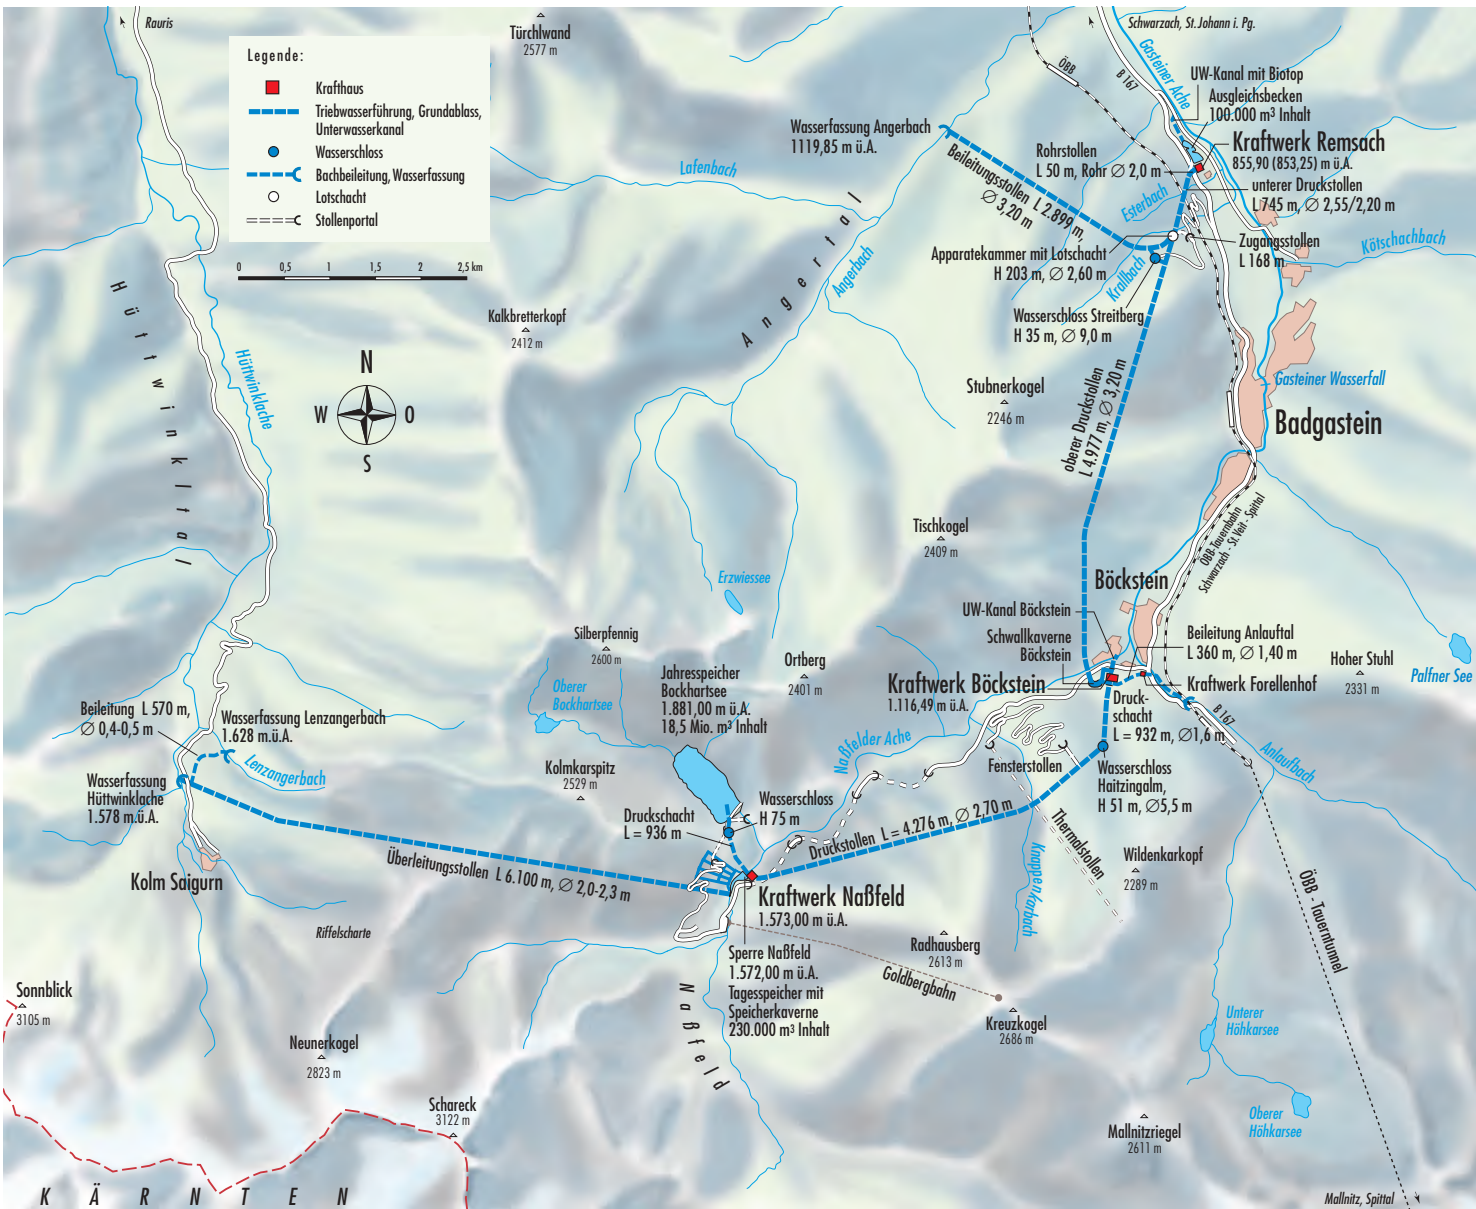 Rauris
Türchlwand
2577 m
Schwarzach, St.Johann i. Pg.
Legende:
Krafthaus
Triebwasserführung, Grundablass,
Unterwasserkanal
Wasserschloss
Bachbeileitung, Wasserfassung
Lotschacht
Stollenportal
0 0,5 1 1,5 2 2,5 km
ÖBB
B 167
Gasteiner Ache
UW-Kanal mit Biotop
Ausgleichsbecken
100.000 m³ Inhalt
Kraftwerk Remsach
855,90 (853,25) m ü.A.
Wasserfassung Angerbach
1119,85 m ü.A.
Rohrstollen
L 50 m, Rohr ∅ 2,0 m
unterer Druckstollen
L 745 m, ∅ 2,55/2,20 m
Beileitungsstollen L 2.899 m,
∅ 3,20 m
Esterbach
Lafenbach
Zugangsstollen
L 168 m
Kötschachbach
Apparatekammer mit Lotschacht
H 203 m, ∅ 2,60 m
Krallbach
Angerbach
Angertal
Wasserschloss Streitberg
H 35 m, ∅ 9,0 m
Hüttwinkltal
Hüttwinklache
Kalkbretterkopf
2412 m
N
W O
S
Stubnerkogel
2246 m
oberer Druckstollen
L 4.977 m, ∅ 3,20 m
Gasteiner Wasserfall
Badgastein
Tischkogel
2409 m
ÖBB-Tauernbahn
Schwarzach - St. Veit - Spittal
Erzwiessee
Böckstein
UW-Kanal Böckstein
Schwallkaverne
Böckstein
Beileitung Anlauftal
L 360 m, ∅ 1,40 m
Silberpfennig
2600 m
Jahresspeicher
Bockhartsee
1.881,00 m ü.A.
18,5 Mio. m³ Inhalt
Ortberg
2401 m
Hoher Stuhl
2331 m
Palfner See
Kraftwerk Böckstein
1.116,49 m ü.A.
Kraftwerk Forellenhof
Oberer
Bockhartsee
Druck-
schacht
L = 932 m, ∅1,6 m
B 167
Beileitung L 570 m,
∅ 0,4-0,5 m
Wasserfassung Lenzangerbach
1.628 m.ü.A.
Lenzangerbach
Naßfelder Ache
Anlaufbach
Fensterstollen
Wasserschloss
Haitzingalm,
H 51 m, ∅5,5 m
Wasserfassung
Hüttwinklache
1.578 m.ü.A.
Kolmkarspitz
2529 m
Druckschacht
L = 936 m
Wasserschloss
H 75 m
Druckstollen L = 4.276 m, ∅ 2,70 m
Thermalstollen
Knappenkarbach
Wildenkarkopf
2289 m
Überleitungsstollen L 6.100 m, ∅ 2,0-2,3 m
Kolm Saigurn
Kraftwerk Naßfeld
1.573,00 m ü.A.
ÖBB - Tauerntunnel
Riffelscharte
Radhausberg
2613 m
Sperre Naßfeld
1.572,00 m ü.A.
Tagesspeicher mit
Speicherkaverne
230.000 m³ Inhalt
Goldbergbahn
Naßfeld
Sonnblick
3105 m
Kreuzkogel
2686 m
Unterer
Höhkarsee
Neunerkogel
2823 m
Schareck
3122 m
Mallnitzriegel
2611 m
Oberer
Höhkarsee
KÄRNTEN
Mallnitz, Spittal